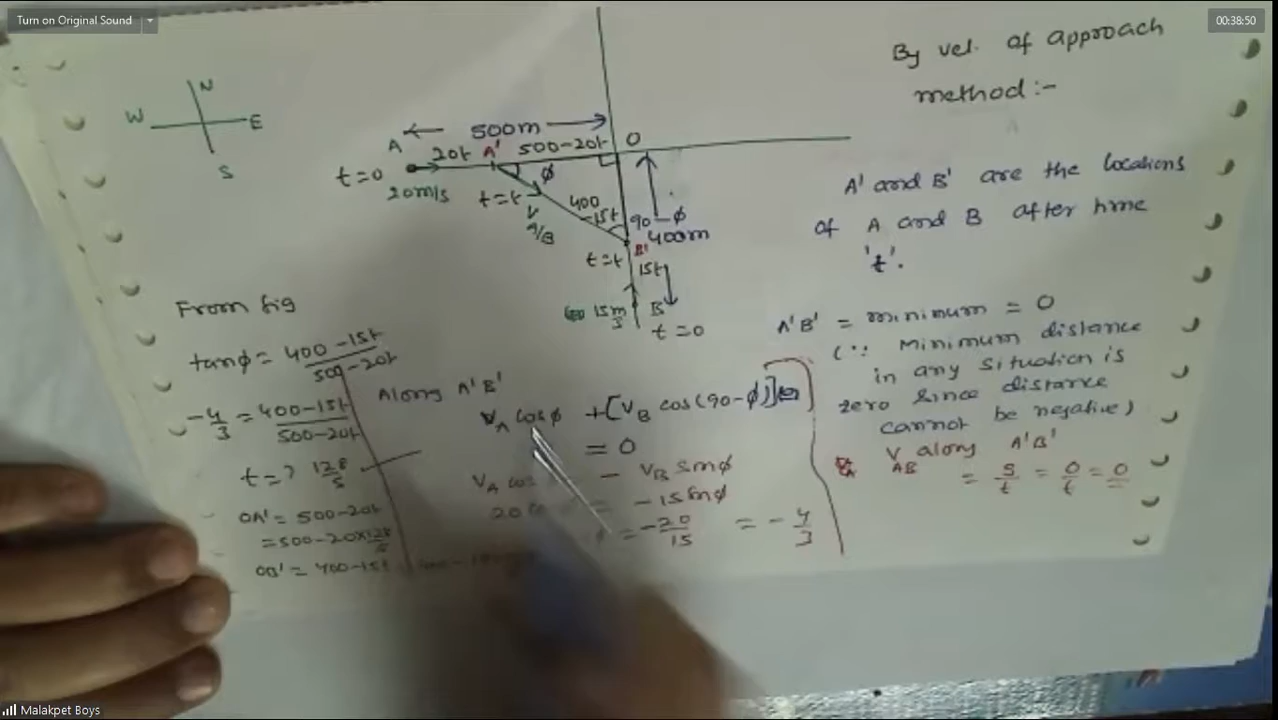 Turn on Original Sound
00:38:50
By vel. of approach
method :-
N
W
E
S
500m
O
A
20t
A'
500-20t
t=0
20m/s
t=t
φ
V A/B
400
-15t
90-φ
400m
B'
t=t
15t
15 m/s
B
t=0
A' and B' are the locations
of A and B after time
't'.
From fig
tanφ = 400-15t / 500-20t
-4/3 = 400-15t / 500-20t
t=? 128/5
OA' = 500-20t
=500-20×128/5
OB' = 400-15t
Along A'B'
VA cosφ + [VB cos(90-φ)]
= 0
VA cos - VB sinφ
= -15sinφ
φ = -20/15 = -4/3
A'B' = minimum = 0
(∵ Minimum distance
in any situation is
zero since distance
cannot be negative)
VAB along A'B'
= S/t = 0/t = 0
Malakpet Boys